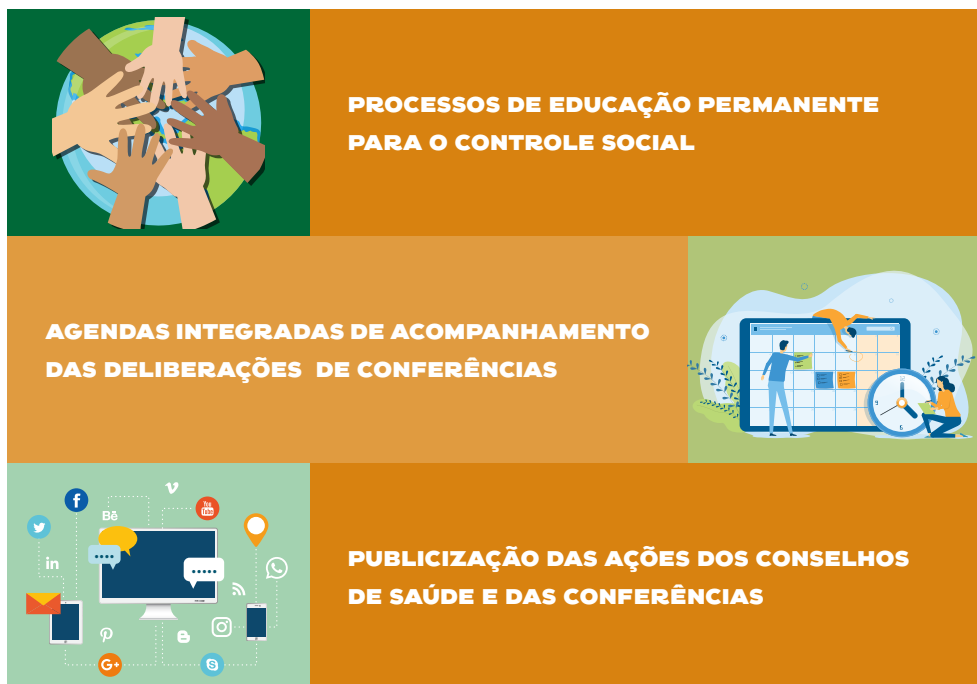 PROCESSOS DE EDUCAÇÃO PERMANENTE
PARA O CONTROLE SOCIAL
AGENDAS INTEGRADAS DE ACOMPANHAMENTO
DAS DELIBERAÇÕES DE CONFERÊNCIAS
PUBLICIZAÇÃO DAS AÇÕES DOS CONSELHOS
DE SAÚDE E DAS CONFERÊNCIAS